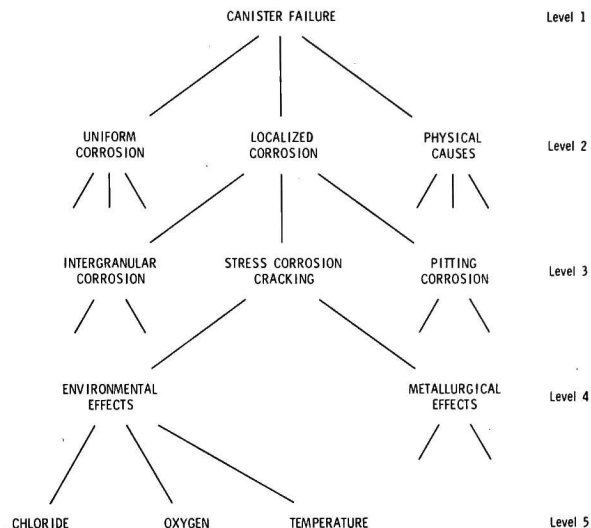 CANISTER FAILURE Level 1
UNIFORM LOCALIZED PHYSICAL
CORROSION CORROSION CAUSES Level 2
INTERGRANULAR STRESS CORROSION PITTING
CORROSION CRACKING CORROSION Level 3
ENVIRONMENTAL METALLURGICAL
EFFECTS EFFECTS Level 4
CHLORIDE OXYGEN TEMPERATURE Level 5